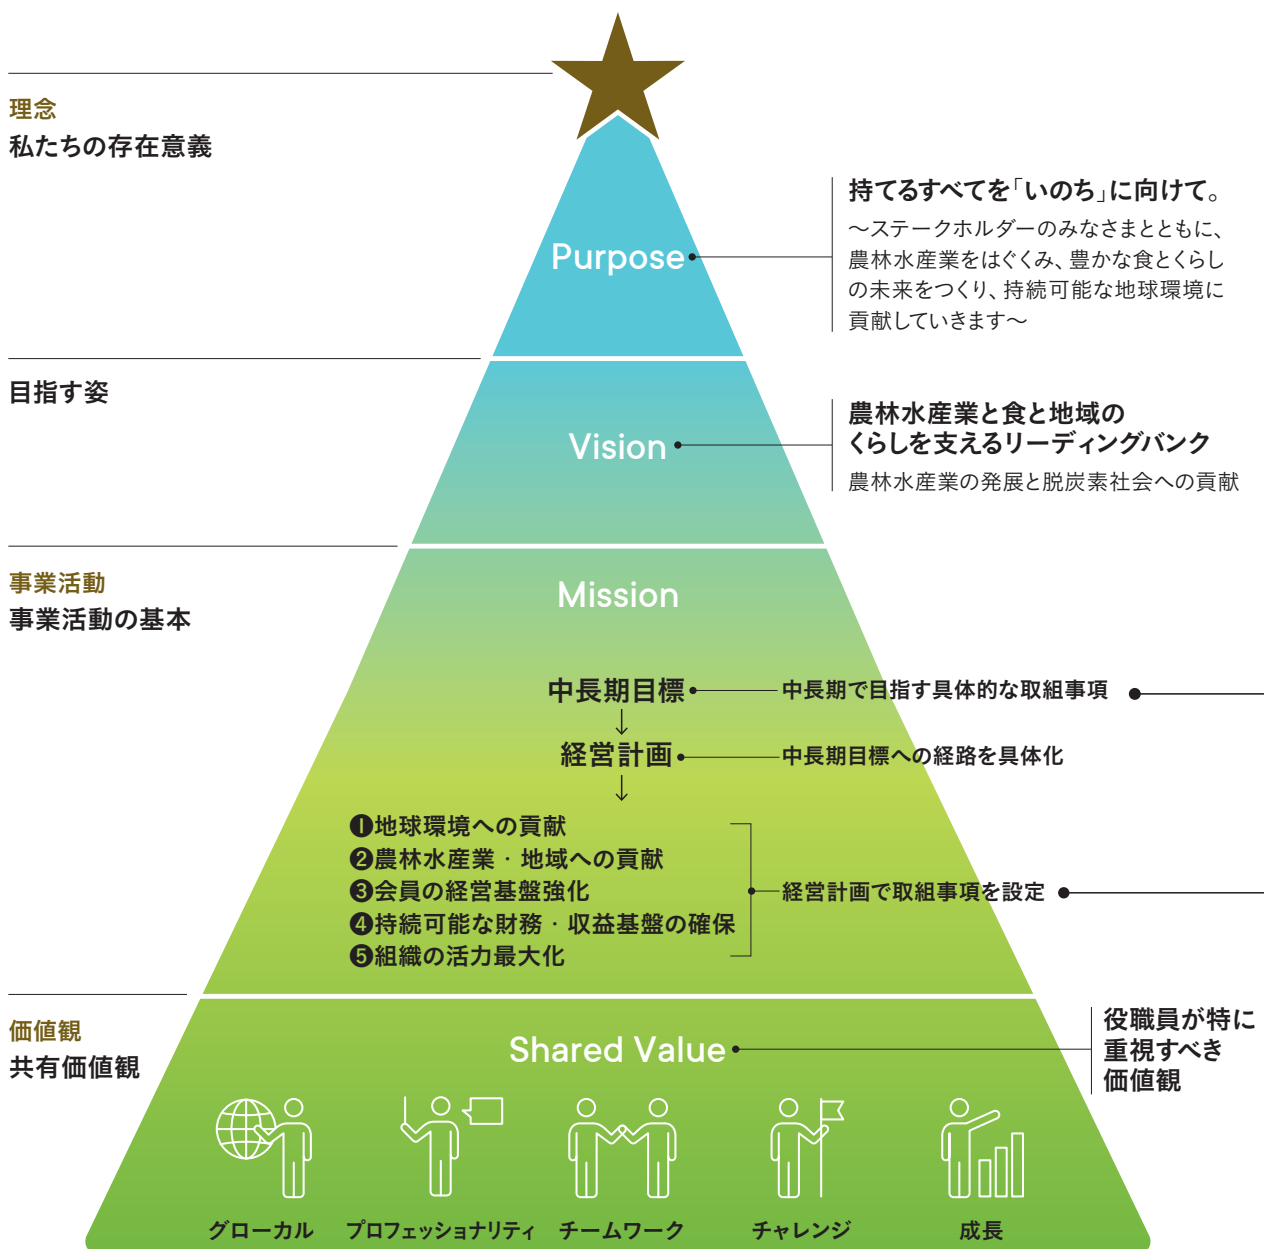 理念
私たちの存在意義
Purpose
持てるすべてを「いのち」に向けて。
～ステークホルダーのみなさまとともに、
農林水産業をはぐくみ、豊かな食とくらし
の未来をつくり、持続可能な地球環境に
貢献していきます～
目指す姿
Vision
農林水産業と食と地域の
くらしを支えるリーディングバンク
農林水産業の発展と脱炭素社会への貢献
事業活動
事業活動の基本
Mission
中長期目標
中長期で目指す具体的な取組事項
↓
経営計画
中長期目標への経路を具体化
↓
❶地球環境への貢献
❷農林水産業・地域への貢献
❸会員の経営基盤強化
❹持続可能な財務・収益基盤の確保
❺組織の活力最大化
経営計画で取組事項を設定
価値観
共有価値観
Shared Value
役職員が特に
重視すべき
価値観
グローカル
プロフェッショナリティ
チームワーク
チャレンジ
成長